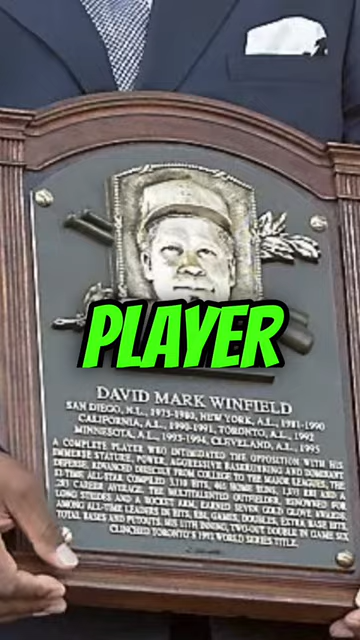 PLAYER
DAVID MARK WINFIELD
SAN DIEGO, N.L., 1973-1980, NEW YORK, A.L., 1981-1990
CALIFORNIA, A.L., 1990-1991, TORONTO, A.L., 1992
MINNESOTA, A.L., 1993-1994, CLEVELAND, A.L., 1995
A COMPLETE PLAYER WHO INTIMIDATED THE OPPOSITION WITH HIS
IMMENSE STATURE, POWER, AGGRESSIVE BASERUNNING AND DOMINANT
DEFENSE. ADVANCED DIRECTLY FROM COLLEGE TO THE MAJOR LEAGUES. THE
12-TIME ALL-STAR COMPILED 3,110 HITS, 465 HOME RUNS, 1,833 RBI AND A
.283 CAREER AVERAGE. THE MULTITALENTED OUTFIELDER, RENOWNED FOR
LONG STRIDES AND A ROCKET ARM, EARNED SEVEN GOLD GLOVE AWARDS.
AMONG ALL-TIME LEADERS IN HITS, RBI, GAMES, DOUBLES, EXTRA BASE HITS,
TOTAL BASES AND PUTOUTS. HIS 11TH INNING, TWO-OUT DOUBLE IN GAME SIX
CLINCHED TORONTO'S 1992 WORLD SERIES TITLE.